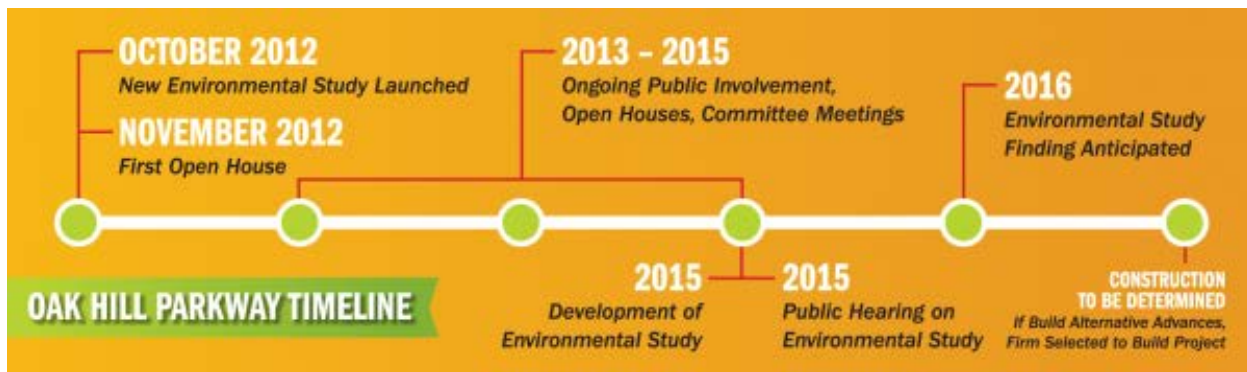 OCTOBER 2012
New Environmental Study Launched
NOVEMBER 2012
First Open House
2013 – 2015
Ongoing Public Involvement,
Open Houses, Committee Meetings
2016
Environmental Study
Finding Anticipated
OAK HILL PARKWAY TIMELINE
2015
Development of
Environmental Study
2015
Public Hearing on
Environmental Study
CONSTRUCTION
TO BE DETERMINED
If Build Alternative Advances,
Firm Selected to Build Project